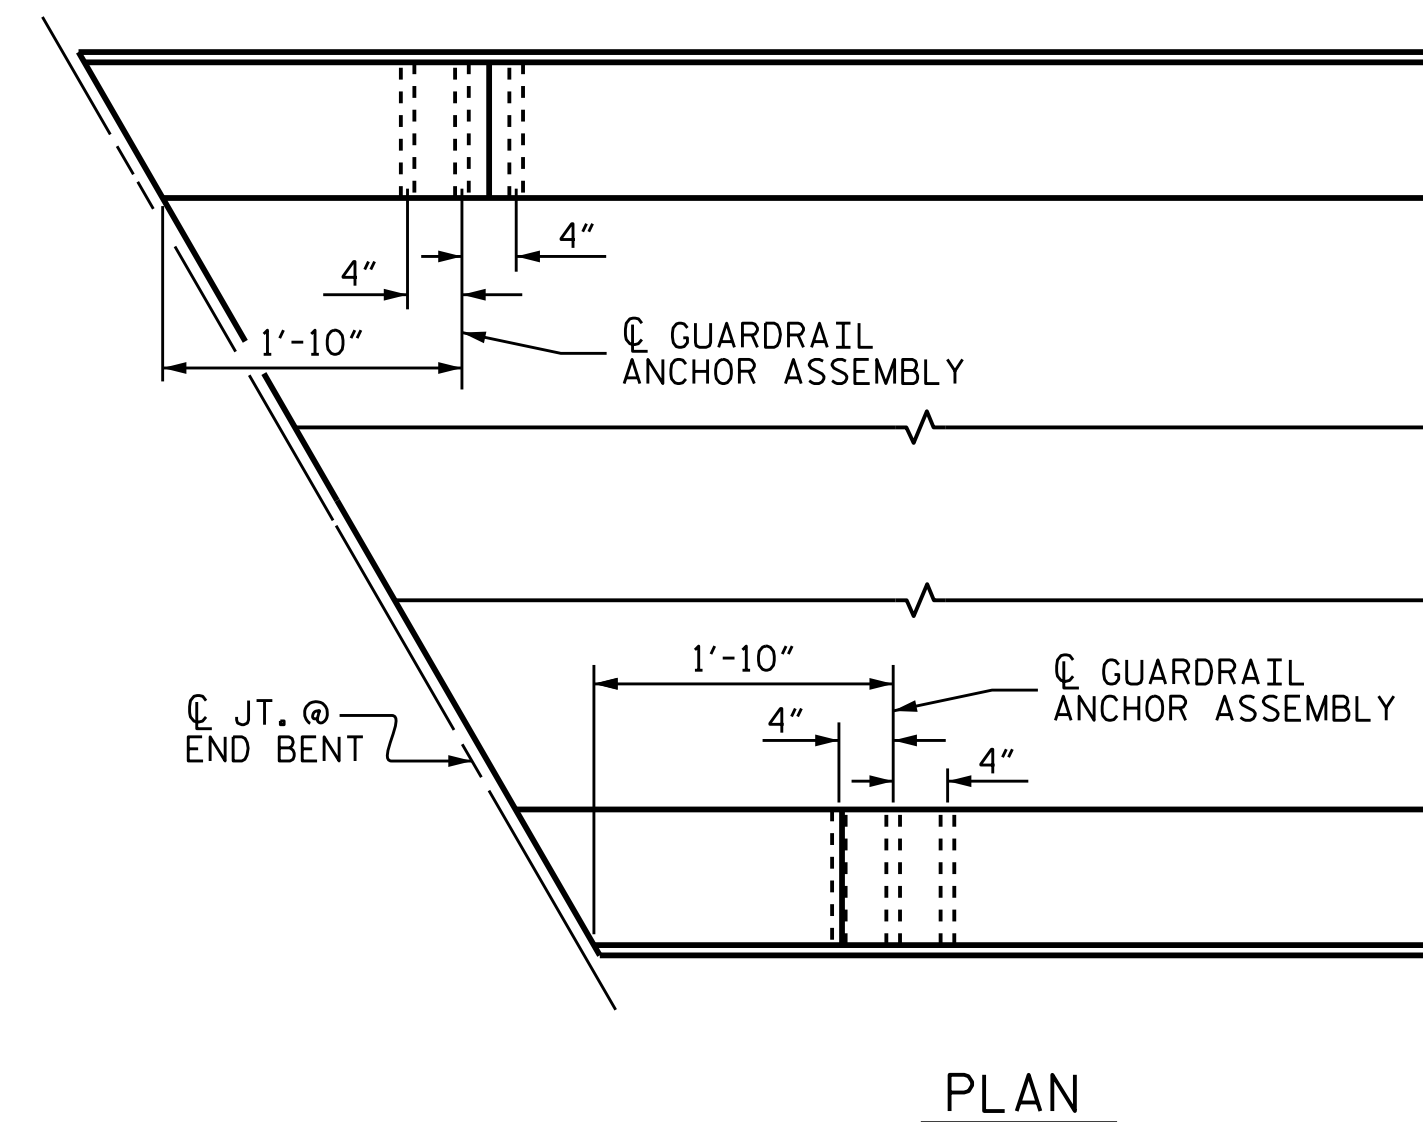 4"
4"
1'-10"
℄ GUARDRAIL
ANCHOR ASSEMBLY
1'-10"
℄ GUARDRAIL
ANCHOR ASSEMBLY
4"
4"
℄ JT. @
END BENT
PLAN